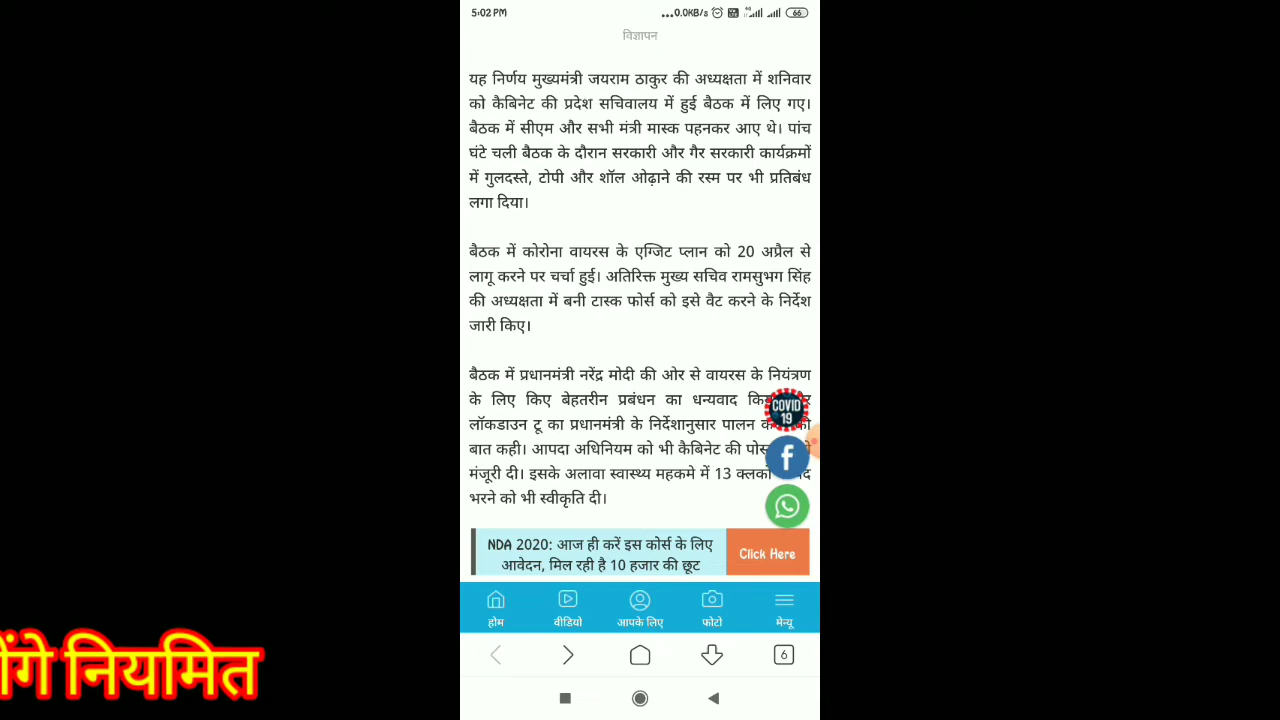 5:02 PM
...0.0KB/s
4G
66
विज्ञापन
यह निर्णय मुख्यमंत्री जयराम ठाकुर की अध्यक्षता में शनिवार
को कैबिनेट की प्रदेश सचिवालय में हुई बैठक में लिए गए।
बैठक में सीएम और सभी मंत्री मास्क पहनकर आए थे। पांच
घंटे चली बैठक के दौरान सरकारी और गैर सरकारी कार्यक्रमों
में गुलदस्ते, टोपी और शॉल ओढ़ाने की रस्म पर भी प्रतिबंध
लगा दिया।
बैठक में कोरोना वायरस के एग्जिट प्लान को 20 अप्रैल से
लागू करने पर चर्चा हुई। अतिरिक्त मुख्य सचिव रामसुभग सिंह
की अध्यक्षता में बनी टास्क फोर्स को इसे वैट करने के निर्देश
जारी किए।
बैठक में प्रधानमंत्री नरेंद्र मोदी की ओर से वायरस के नियंत्रण
के लिए किए बेहतरीन प्रबंधन का धन्यवाद
लॉकडाउन टू का प्रधानमंत्री के निर्देशानुसार पालन
बात कही। आपदा अधिनियम को भी कैबिनेट की
मंजूरी दी। इसके अलावा स्वास्थ्य महकमे में 13
भरने को भी स्वीकृति दी।
COVID
19
NDA 2020: आज ही करें इस कोर्स के लिए
आवेदन, मिल रही है 10 हजार की छूट
Click Here
होम
वीडियो
आपके लिए
फोटो
मेन्यू
6
नियमित